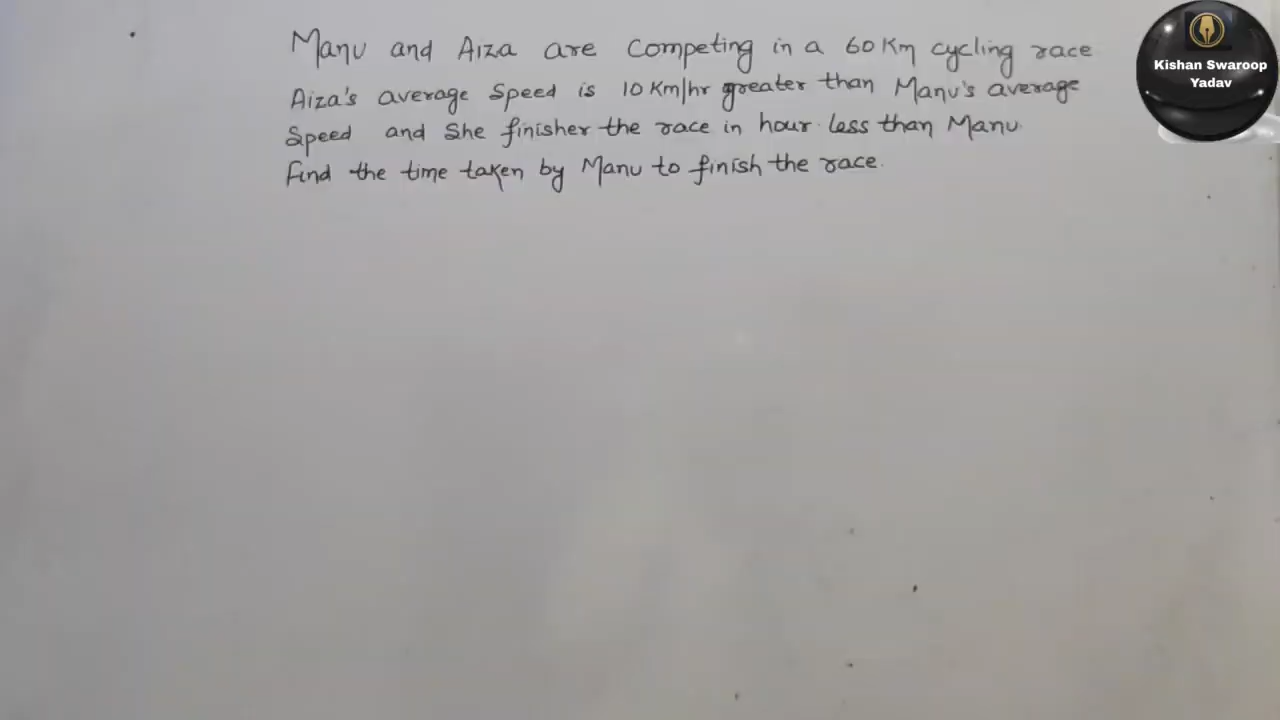 Manu and Aiza are Competing in a 60 Km cycling race
Aiza's average Speed is 10 Km/hr greater than Manu's average
Speed and She finisher the race in hour less than Manu.
Find the time taken by Manu to finish the race.
Kishan Swaroop
Yadav